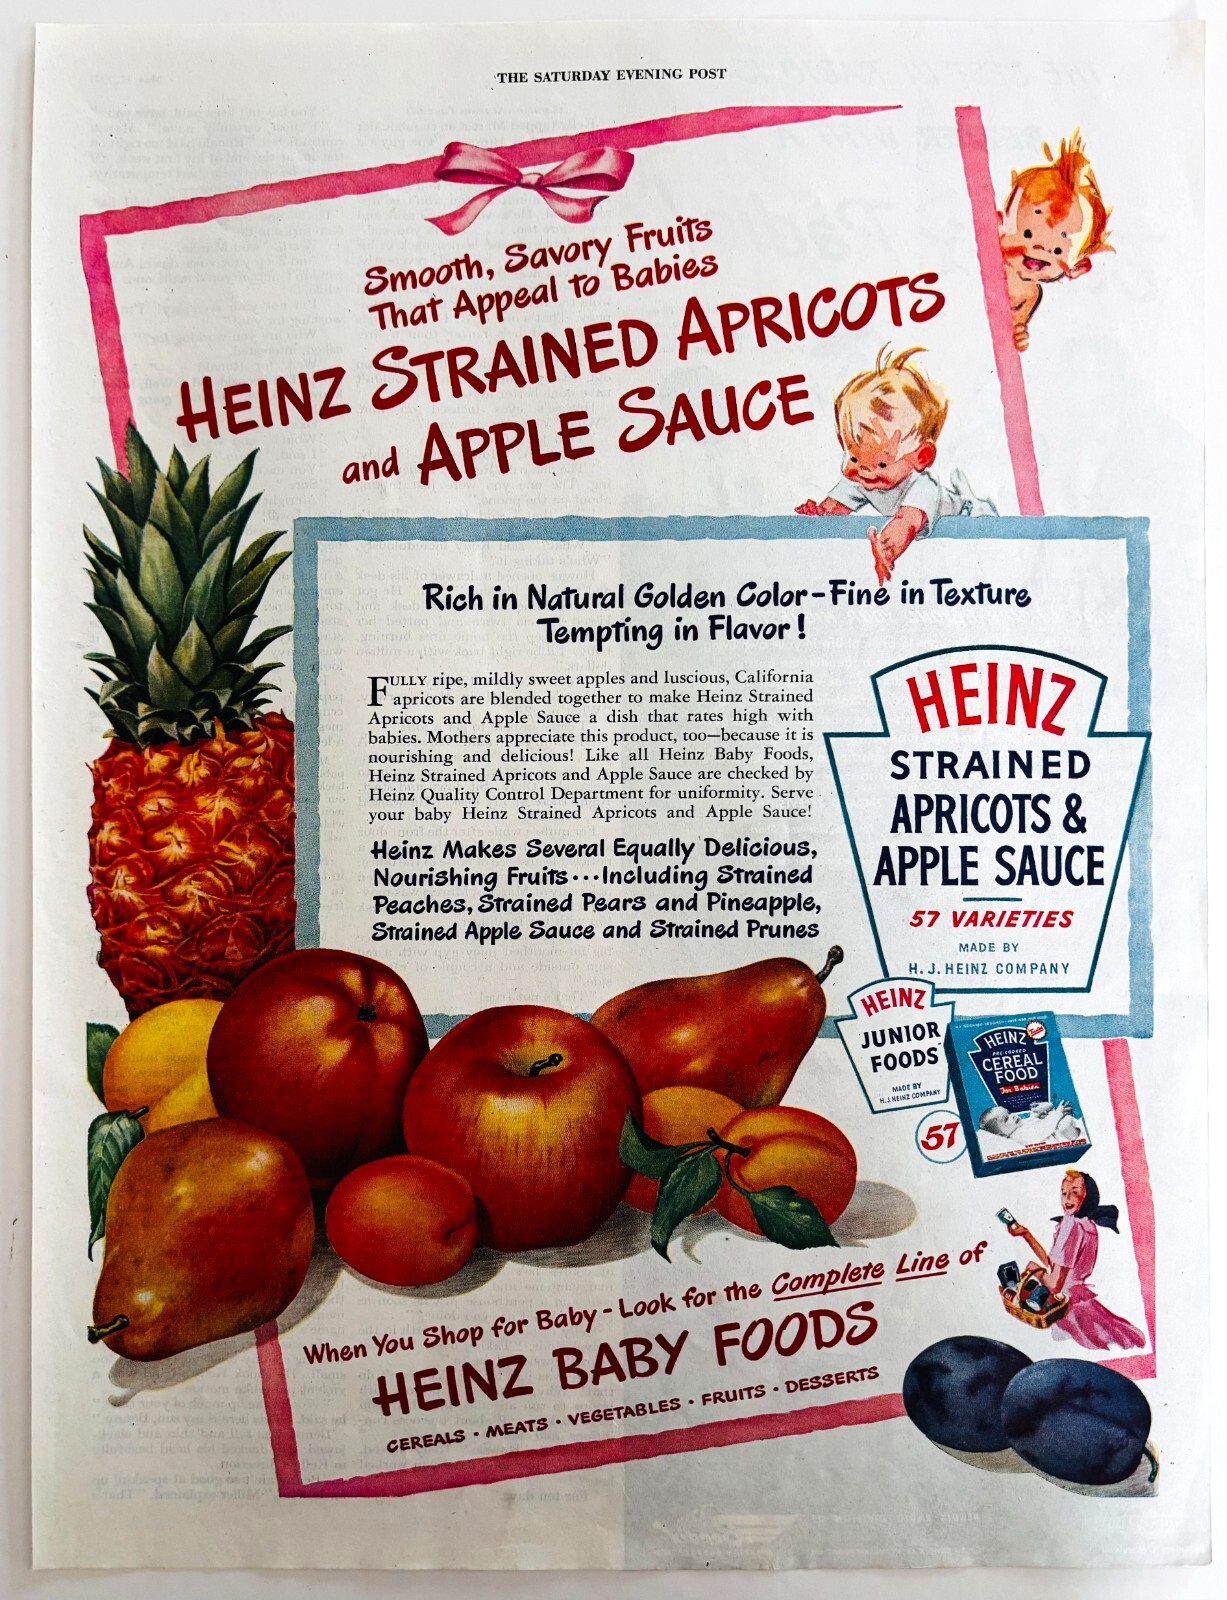 THE SATURDAY EVENING POST
Smooth, Savory Fruits
That Appeal to Babies
HEINZ STRAINED APRICOTS
and APPLE SAUCE
Rich in Natural Golden Color–Fine in Texture
Tempting in Flavor!
FULLY ripe, mildly sweet apples and luscious, California
apricots are blended together to make Heinz Strained
Apricots and Apple Sauce a dish that rates high with
babies. Mothers appreciate this product, too—because it is
nourishing and delicious! Like all Heinz Baby Foods,
Heinz Strained Apricots and Apple Sauce are checked by
Heinz Quality Control Department for uniformity. Serve
your baby Heinz Strained Apricots and Apple Sauce!
Heinz Makes Several Equally Delicious,
Nourishing Fruits···Including Strained
Peaches, Strained Pears and Pineapple,
Strained Apple Sauce and Strained Prunes
HEINZ
STRAINED
APRICOTS &
APPLE SAUCE
57 VARIETIES
MADE BY
H. J. HEINZ COMPANY
HEINZ
JUNIOR
FOODS
MADE BY
H.J. HEINZ COMPANY
57
HEINZ
PRE-COOKED
CEREAL
FOOD
For Babies
When You Shop for Baby – Look for the Complete Line of
HEINZ BABY FOODS
CEREALS · MEATS · VEGETABLES · FRUITS · DESSERTS